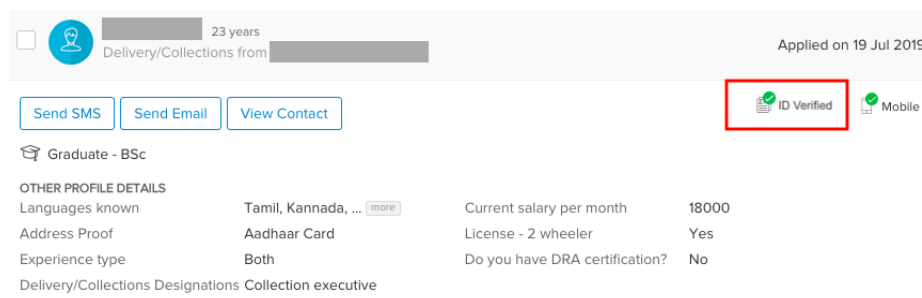 23 years
Delivery/Collections from
Applied on 19 Jul 2019
Send SMS Send Email View Contact ID Verified Mobile
Graduate - BSc
OTHER PROFILE DETAILS
Languages known Tamil, Kannada, ... more Current salary per month 18000
Address Proof Aadhaar Card License - 2 wheeler Yes
Experience type Both Do you have DRA certification? No
Delivery/Collections Designations Collection executive